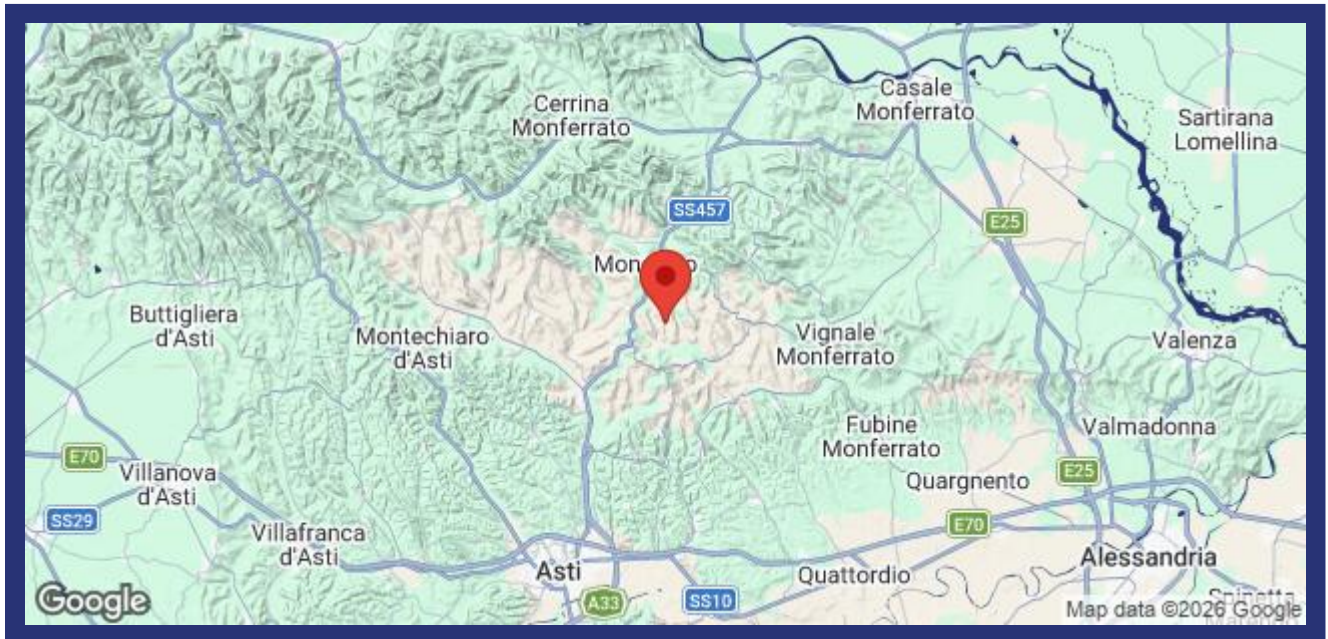 Cerrina
Monferrato
Casale
Monferrato
Sartirana
Lomellina
SS457
E25
Buttigliera
d'Asti
Montechiaro
d'Asti
Vignale
Monferrato
Valenza
Fubine
Monferrato
Valmadonna
E70
Villanova
d'Asti
E25
Quargnento
SS29
E70
Villafranca
d'Asti
Asti
Quattordio
Alessandria
A33
SS10
Google
Map data ©2026 Google